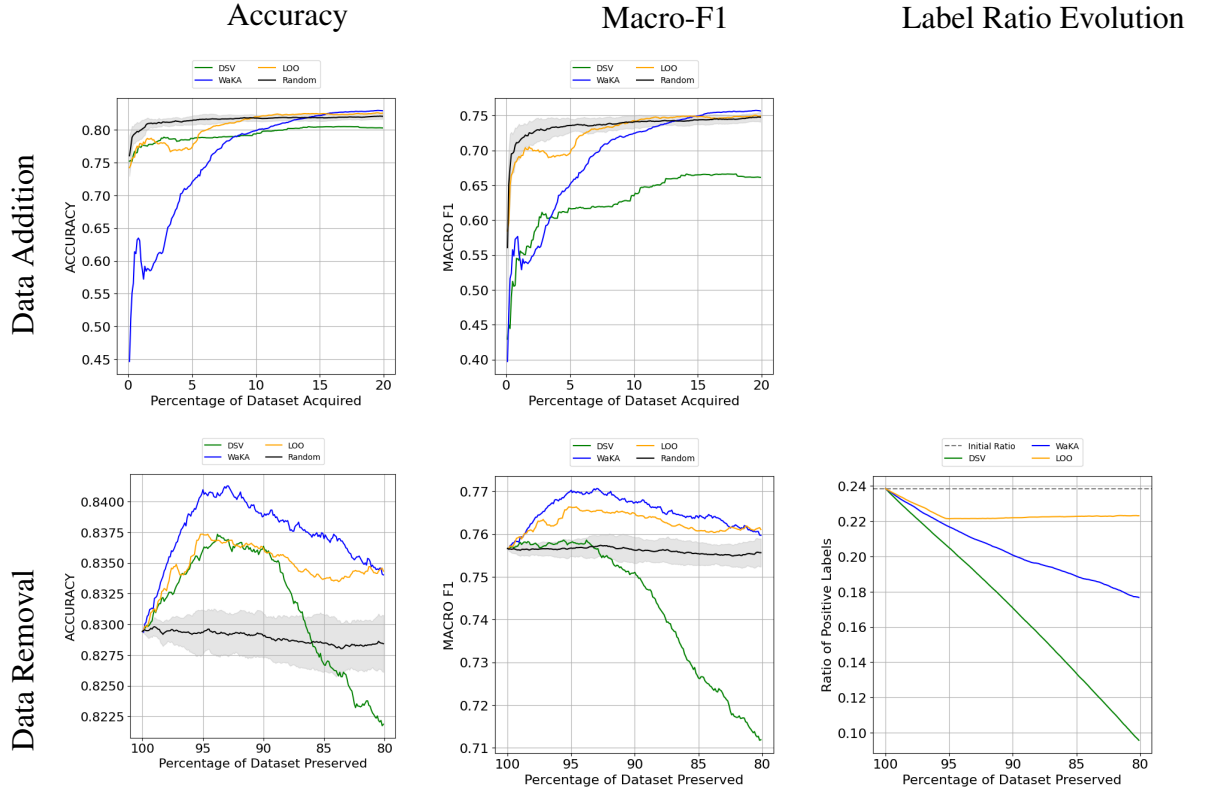 Accuracy
Macro-F1
Label Ratio Evolution
Data Addition
DSV
LOO
WaKA
Random
ACCURACY
0.80
0.75
0.70
0.65
0.60
0.55
0.50
0.45
0 5 10 15 20
Percentage of Dataset Acquired
DSV
LOO
WaKA
Random
MACRO F1
0.75
0.70
0.65
0.60
0.55
0.50
0.45
0.40
0 5 10 15 20
Percentage of Dataset Acquired
Data Removal
DSV
LOO
WaKA
Random
ACCURACY
0.8400
0.8375
0.8350
0.8325
0.8300
0.8275
0.8250
0.8225
100 95 90 85 80
Percentage of Dataset Preserved
DSV
LOO
WaKA
Random
MACRO F1
0.77
0.76
0.75
0.74
0.73
0.72
0.71
100 95 90 85 80
Percentage of Dataset Preserved
Initial Ratio
WaKA
DSV
LOO
Ratio of Positive Labels
0.24
0.22
0.20
0.18
0.16
0.14
0.12
0.10
100 95 90 85 80
Percentage of Dataset Preserved